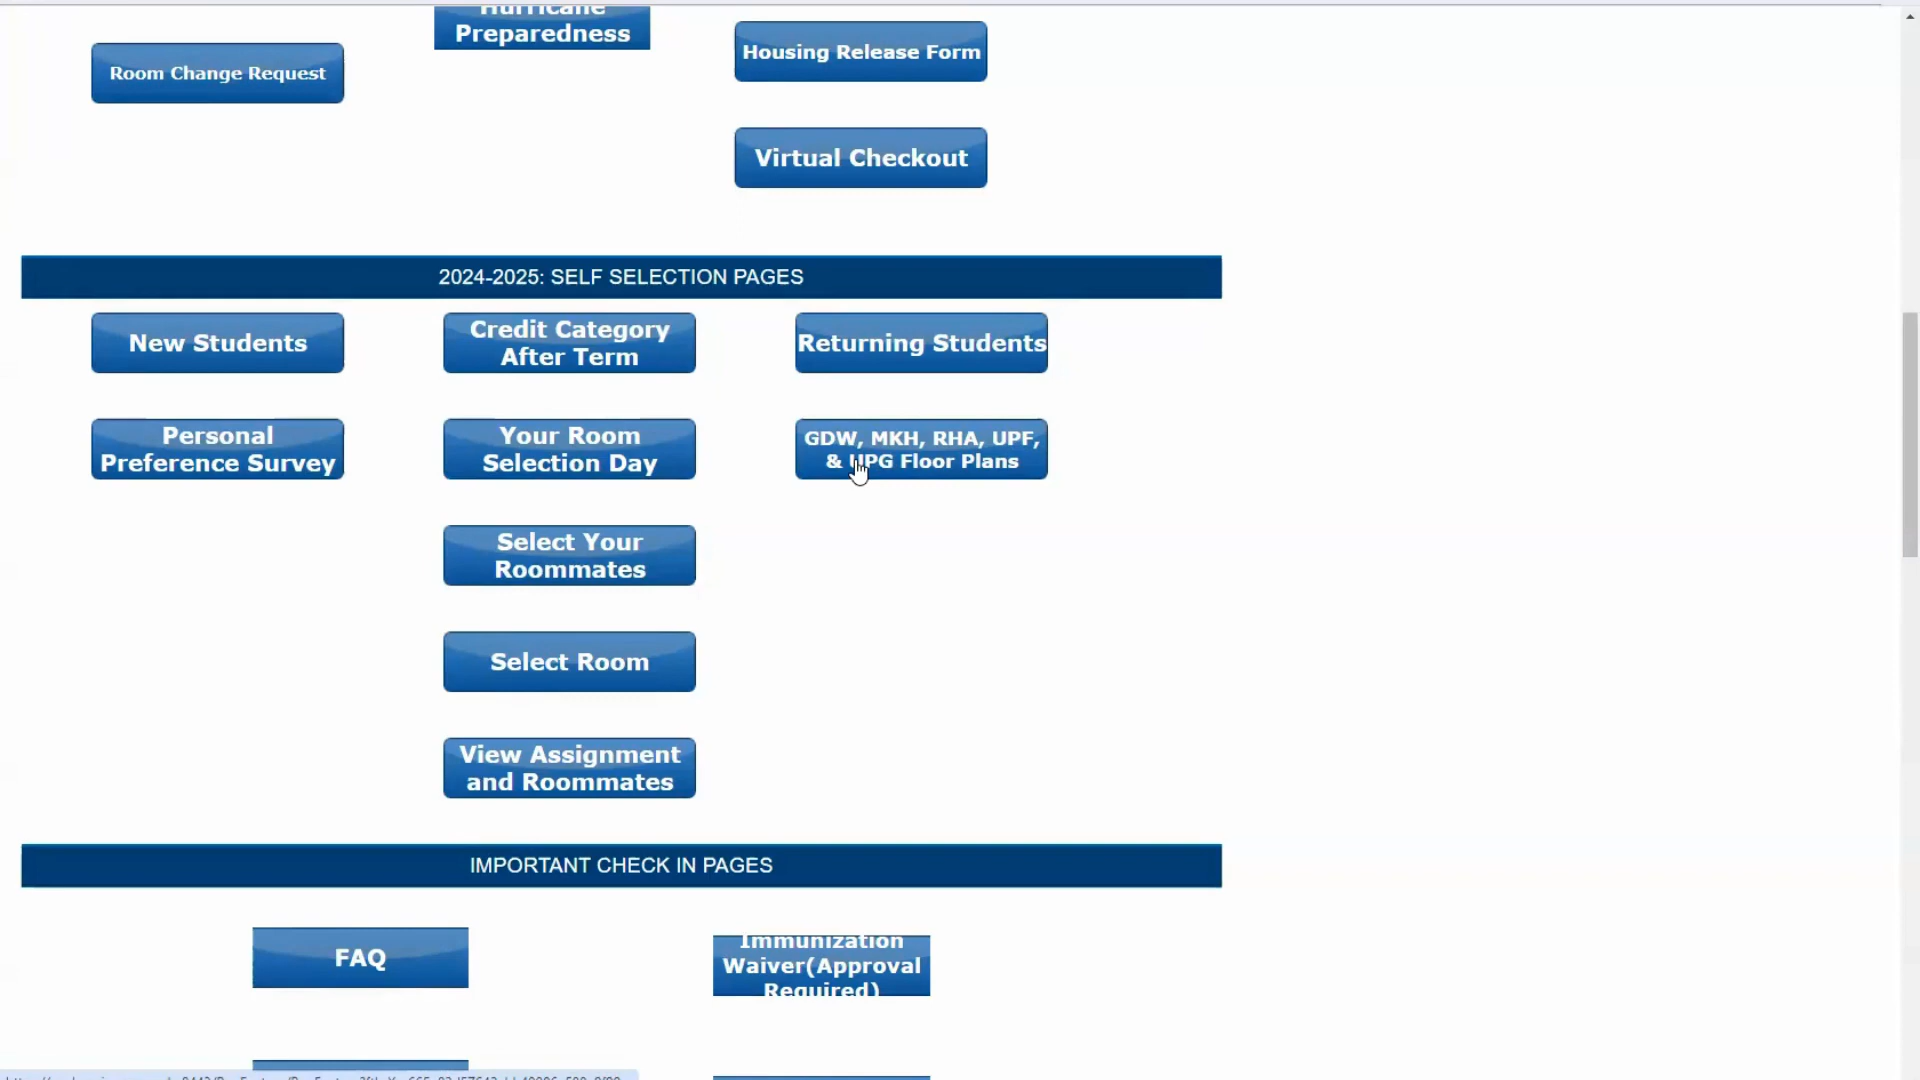 Hurricane
Preparedness
Housing Release Form
Room Change Request
Virtual Checkout
2024-2025: SELF SELECTION PAGES
New Students
Credit Category
After Term
Returning Students
Personal
Preference Survey
Your Room
Selection Day
GDW, MKH, RHA, UPF,
& UPG Floor Plans
Select Your
Roommates
Select Room
View Assignment
and Roommates
IMPORTANT CHECK IN PAGES
FAQ
Immunization
Waiver(Approval
Required)